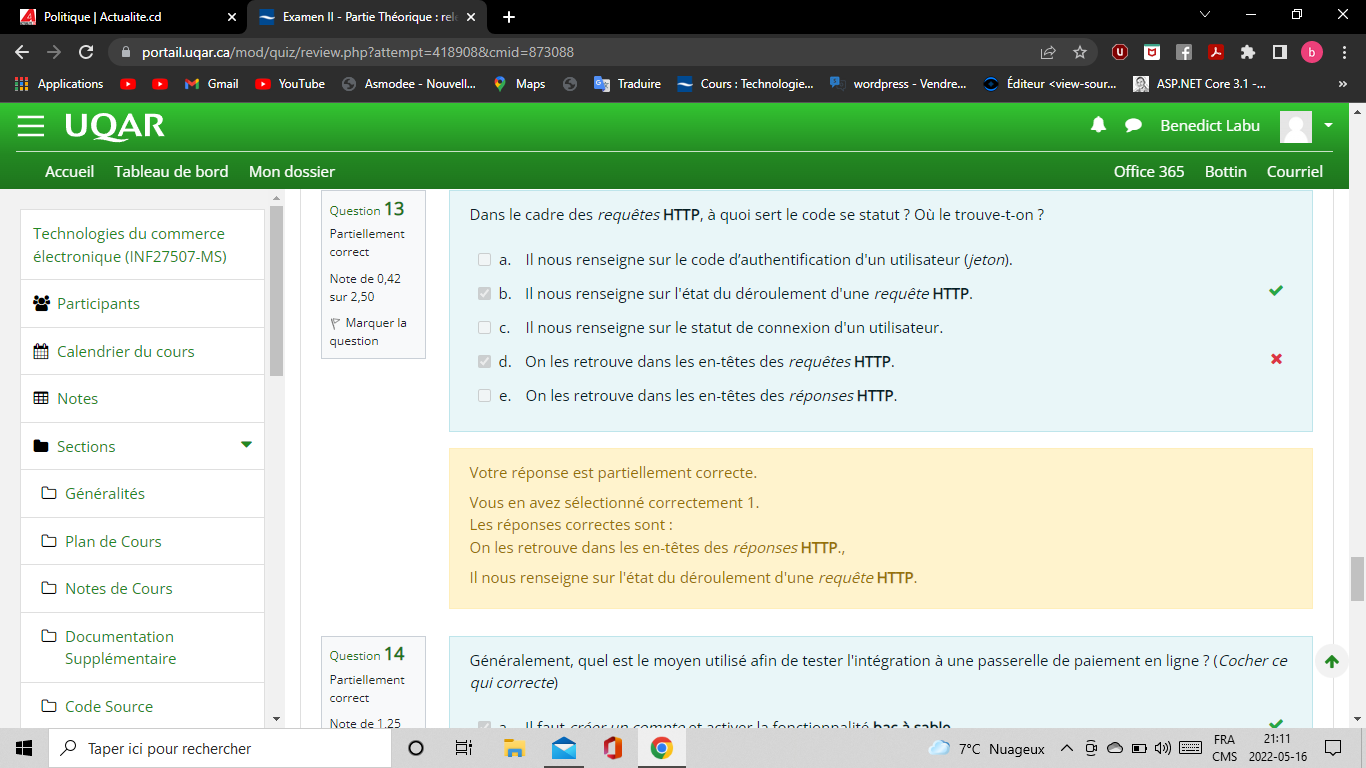 Politique | Actualite.cd
Examen II - Partie Théorique : rel
portail.uqar.ca/mod/quiz/review.php?attempt=418908&cmid=873088
Applications
Gmail
YouTube
Asmodee - Nouvell...
Maps
Traduire
Cours : Technologie...
wordpress - Vendre...
Éditeur <view-sour...
ASP.NET Core 3.1 -...
»
UQAR
Benedict Labu
Accueil
Tableau de bord
Mon dossier
Office 365
Bottin
Courriel
Technologies du commerce
électronique (INF27507-MS)
Participants
Calendrier du cours
Notes
Sections
Généralités
Plan de Cours
Notes de Cours
Documentation
Supplémentaire
Code Source
Question 13
Partiellement
correct
Note de 0,42
sur 2,50
Marquer la
question
Dans le cadre des requêtes HTTP, à quoi sert le code se statut ? Où le trouve-t-on ?
a. Il nous renseigne sur le code d’authentification d'un utilisateur (jeton).
b. Il nous renseigne sur l'état du déroulement d'une requête HTTP.
c. Il nous renseigne sur le statut de connexion d'un utilisateur.
d. On les retrouve dans les en-têtes des requêtes HTTP.
e. On les retrouve dans les en-têtes des réponses HTTP.
Votre réponse est partiellement correcte.
Vous en avez sélectionné correctement 1.
Les réponses correctes sont :
On les retrouve dans les en-têtes des réponses HTTP.,
Il nous renseigne sur l'état du déroulement d'une requête HTTP.
Question 14
Partiellement
correct
Note de 1,25
Généralement, quel est le moyen utilisé afin de tester l'intégration à une passerelle de paiement en ligne ? (Cocher ce
qui correcte)
a. Il faut créer un compte et activer la fonctionnalité bac à sable
Taper ici pour rechercher
7°C Nuageux
FRA
CMS
21:11
2022-05-16